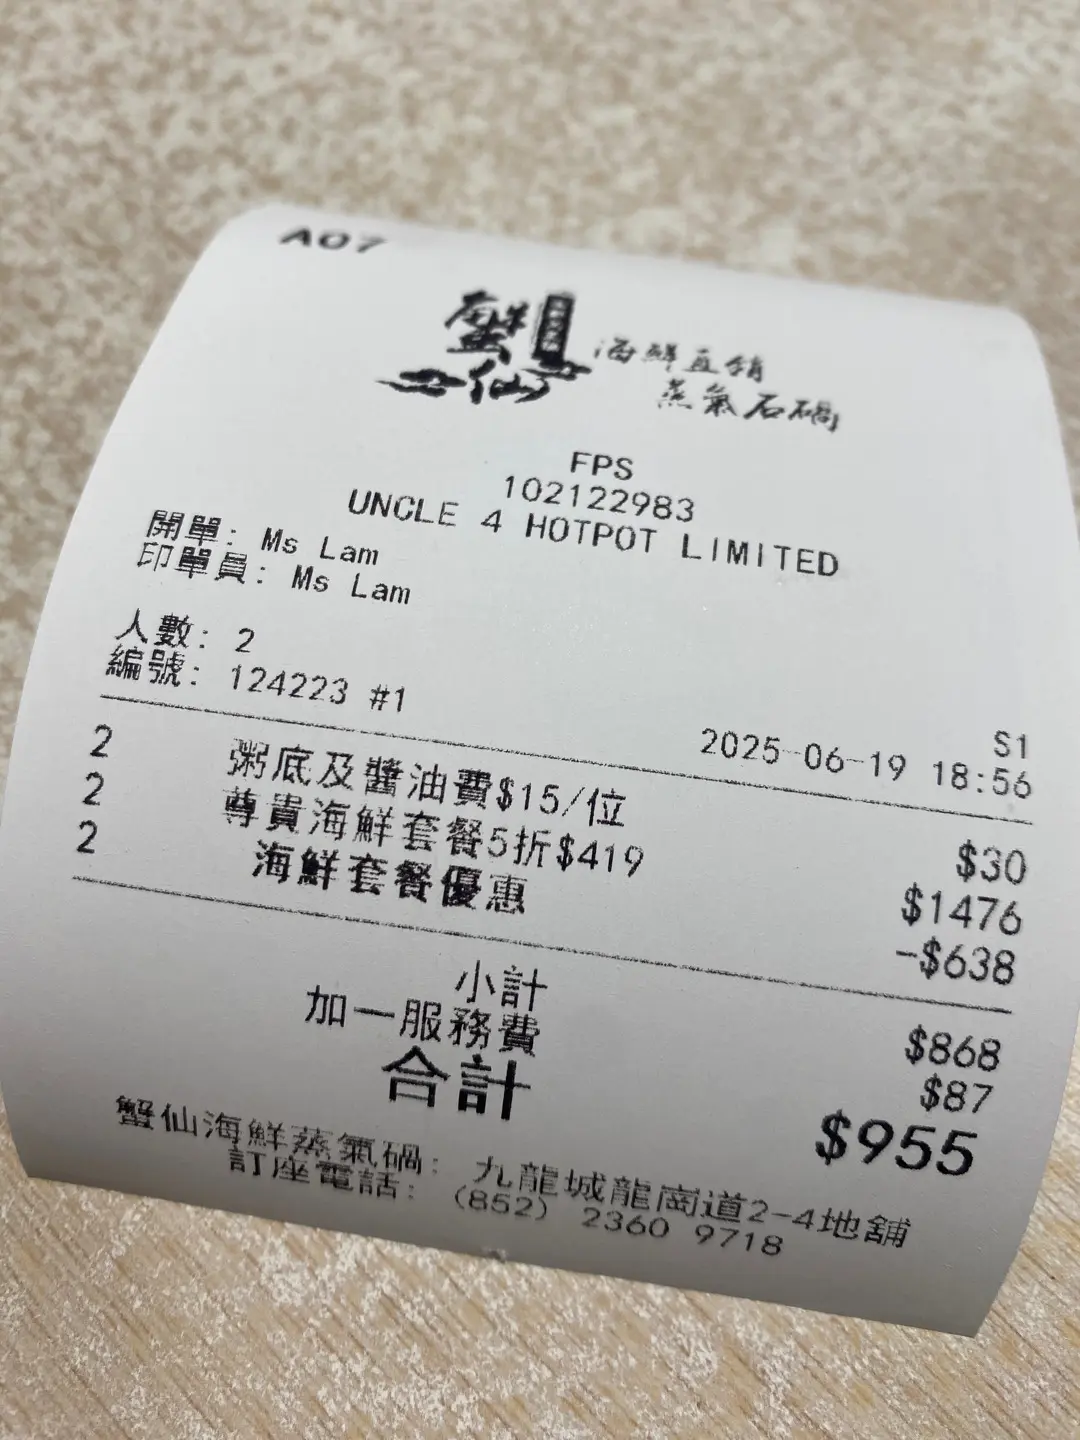 A07
蟹仙
海鮮直銷
蒸氣石鍋
FPS
102122983
UNCLE 4 HOTPOT LIMITED
開單: Ms Lam
印單員: Ms Lam
人數: 2
編號: 124223 #1
S1
2025-06-19 18:56
2 粥底及醬油費$15/位 $30
2 尊貴海鮮套餐5折$419 $1476
2 海鮮套餐優惠 -$638
小計 $868
加一服務費 $87
合計 $955
蟹仙海鮮蒸氣鍋: 九龍城龍崗道2-4地舖
訂座電話: (852) 2360 9718